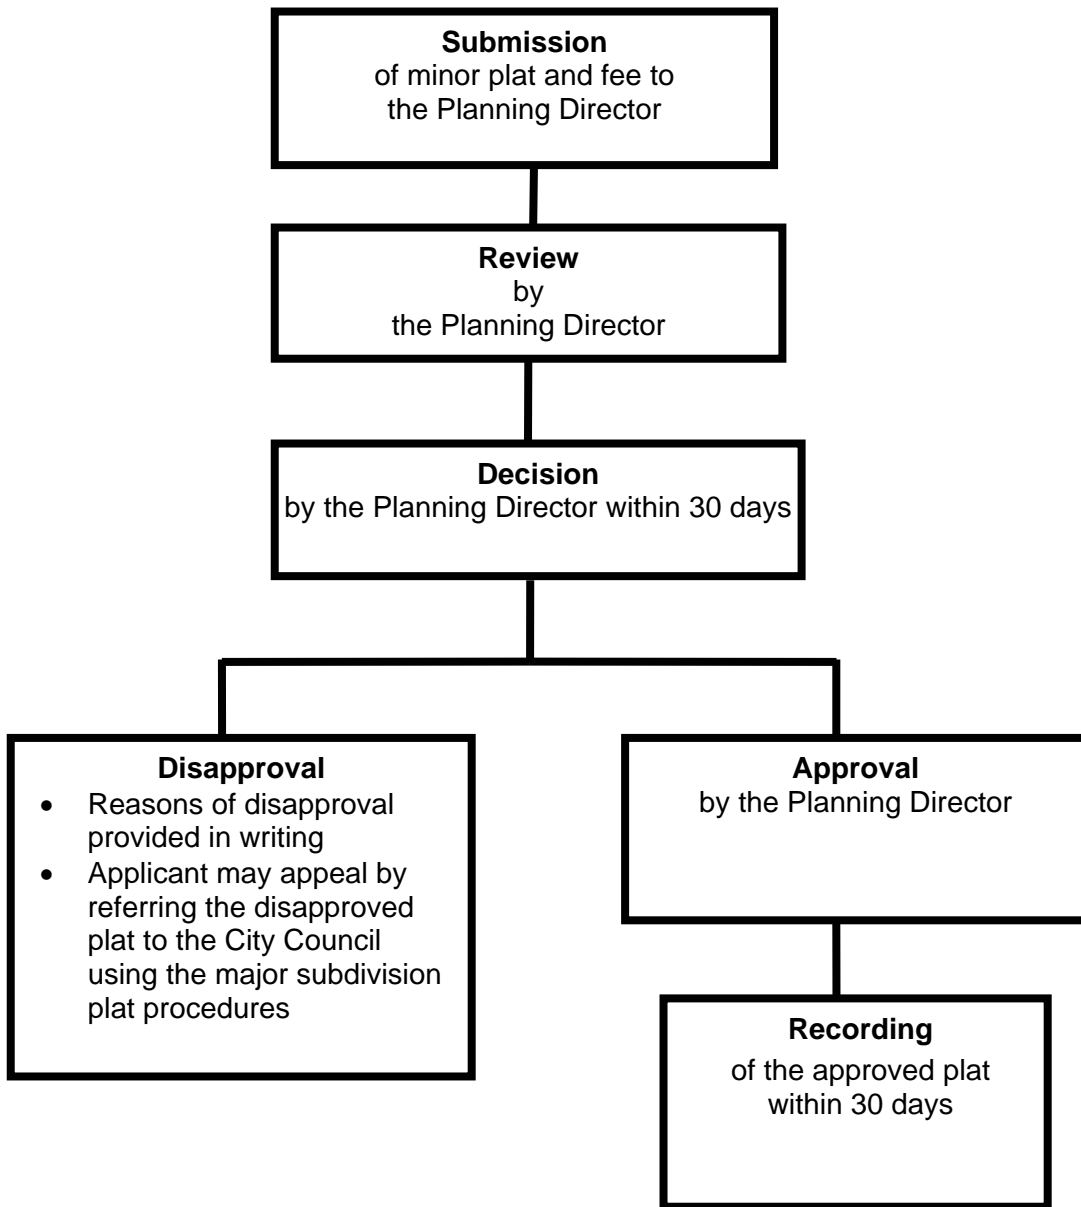 Submission
of minor plat and fee to
the Planning Director
Review
by
the Planning Director
Decision
by the Planning Director within 30 days
Disapproval
• Reasons of disapproval
provided in writing
• Applicant may appeal by
referring the disapproved
plat to the City Council
using the major subdivision
plat procedures
Approval
by the Planning Director
Recording
of the approved plat
within 30 days